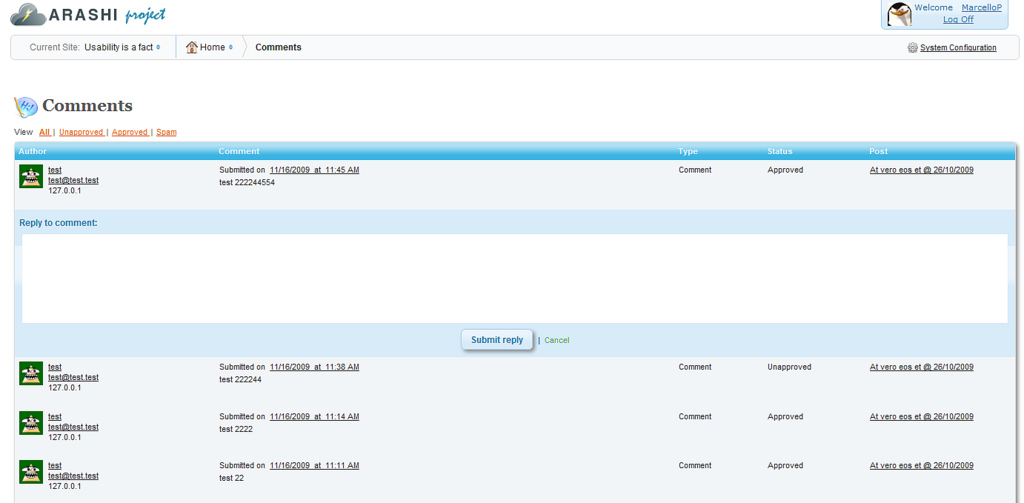 ARASHI project
Welcome MarcelloP
Log Off
Current Site: Usability is a fact Home Comments System Configuration
Comments
View All | Unapproved | Approved | Spam
Author Comment Type Status Post
test Submitted on 11/16/2009 at 11:45 AM Comment Approved At vero eos et @ 26/10/2009
test@test.test test 222244554
127.0.0.1
Reply to comment:
Submit reply | Cancel
test Submitted on 11/16/2009 at 11:38 AM Comment Unapproved At vero eos et @ 26/10/2009
test@test.test test 222244
127.0.0.1
test Submitted on 11/16/2009 at 11:14 AM Comment Approved At vero eos et @ 26/10/2009
test@test.test test 2222
127.0.0.1
test Submitted on 11/16/2009 at 11:11 AM Comment Approved At vero eos et @ 26/10/2009
test@test.test test 22
127.0.0.1